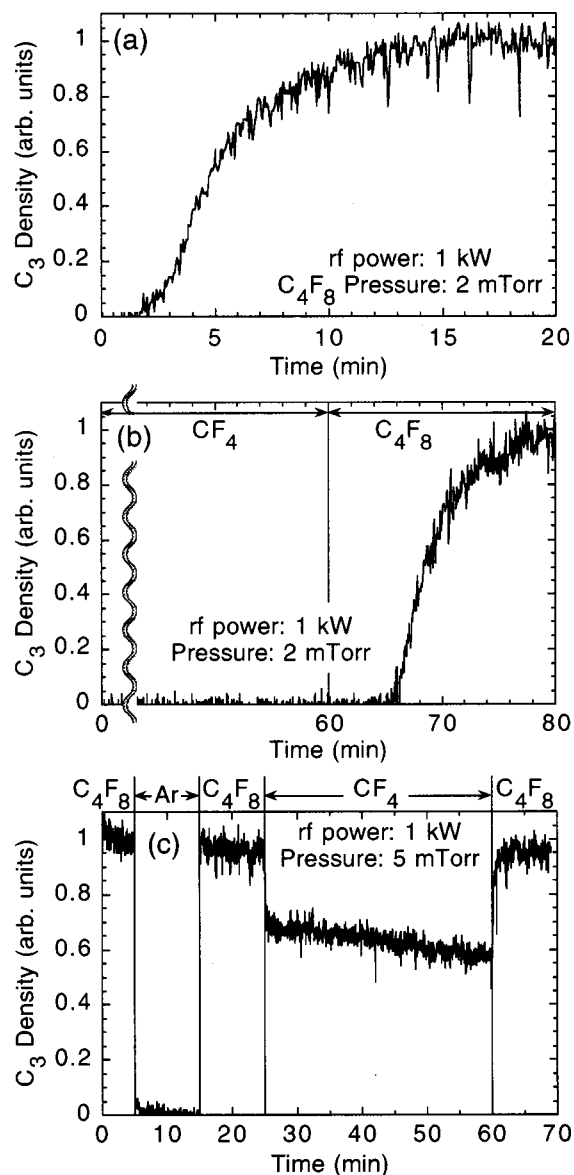 (a)
C3 Density (arb. units)
1
0.8
0.6
0.4
0.2
0
rf power: 1 kW
C4F8 Pressure: 2 mTorr
0 5 10 15 20
Time (min)
(b)
CF4 C4F8
C3 Density (arb. units)
1
0.8
0.6
0.4
0.2
0
rf power: 1 kW
Pressure: 2 mTorr
0 60 70 80
Time (min)
C4F8 Ar C4F8 CF4 C4F8
(c)
rf power: 1 kW
Pressure: 5 mTorr
C3 Density (arb. units)
1
0.8
0.6
0.4
0.2
0
0 10 20 30 40 50 60 70
Time (min)